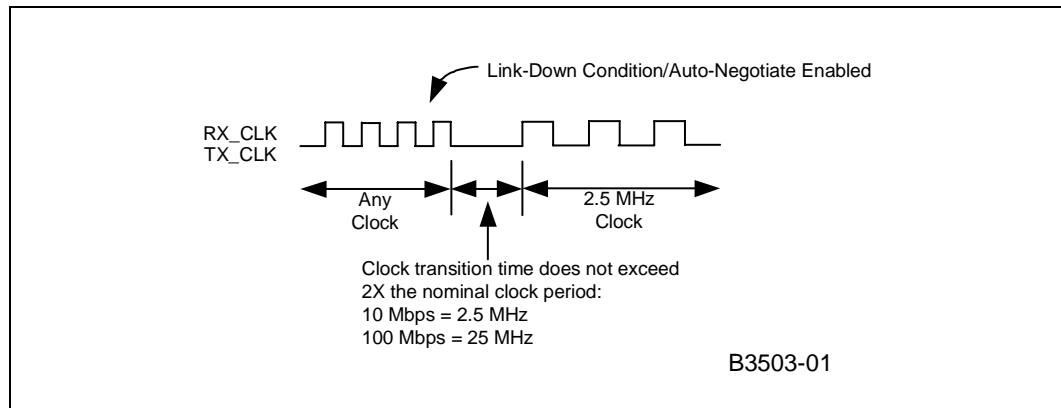 Link-Down Condition/Auto-Negotiate Enabled
RX_CLK
TX_CLK
Any
Clock
2.5 MHz
Clock
Clock transition time does not exceed
2X the nominal clock period:
10 Mbps = 2.5 MHz
100 Mbps = 25 MHz
B3503-01